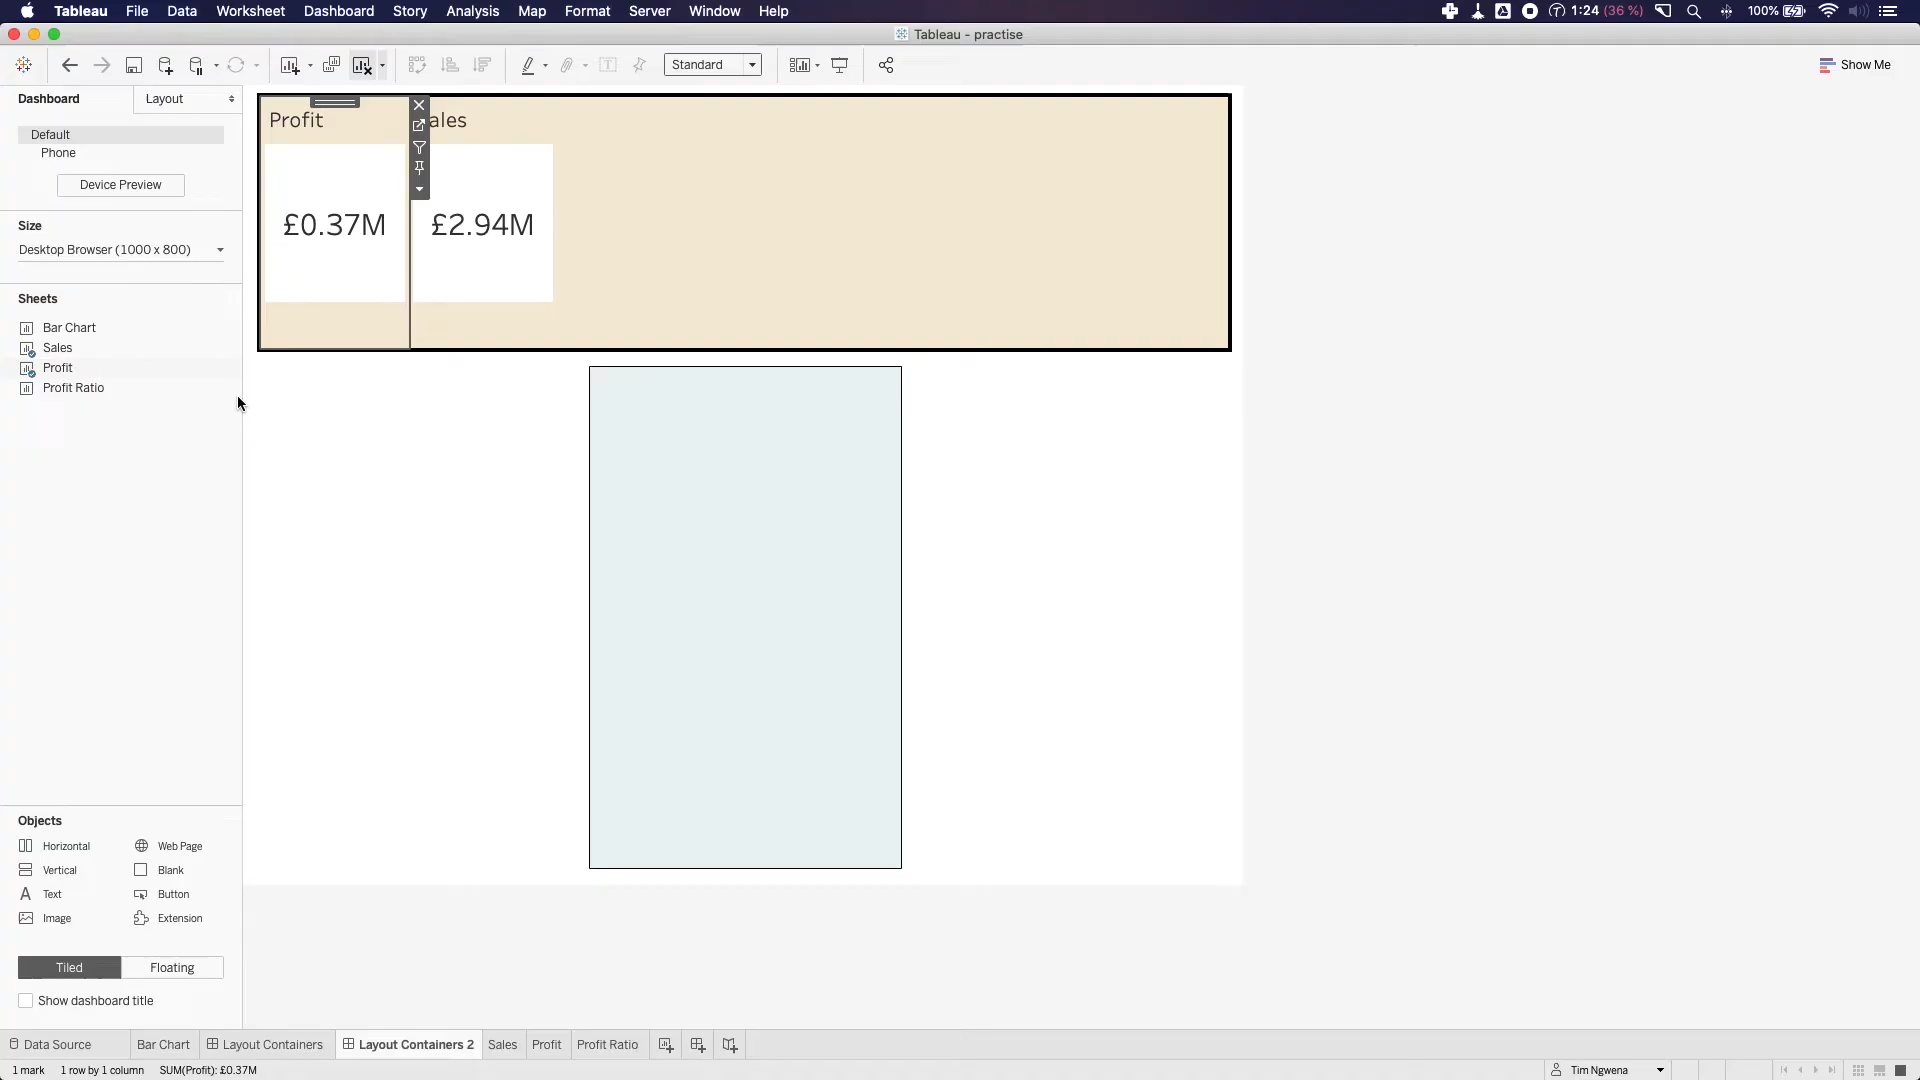 Tableau File Data Worksheet Dashboard Story Analysis Map Format Server Window Help 1:24 (36 %) 100%
Tableau - practise
Standard Show Me
Dashboard Layout
Default
Phone
Device Preview
Size
Desktop Browser (1000 x 800)
Sheets
Bar Chart
Sales
Profit
Profit Ratio
Profit ales
£0.37M £2.94M
Objects
Horizontal Web Page
Vertical Blank
Text Button
Image Extension
Tiled Floating
Show dashboard title
Data Source Bar Chart Layout Containers Layout Containers 2 Sales Profit Profit Ratio
1 mark 1 row by 1 column SUM(Profit): £0.37M Tim Ngwena